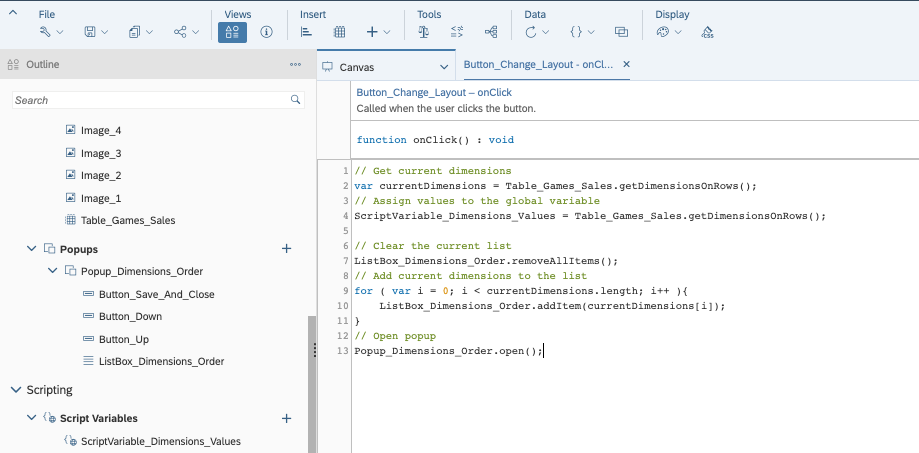 File
Views
Insert
Tools
Data
Display
Outline
Search
Image_4
Image_3
Image_2
Image_1
Table_Games_Sales
Popups
Popup_Dimensions_Order
Button_Save_And_Close
Button_Down
Button_Up
ListBox_Dimensions_Order
Scripting
Script Variables
ScriptVariable_Dimensions_Values
Canvas
Button_Change_Layout - onCl...
Button_Change_Layout – onClick
Called when the user clicks the button.
function onClick() : void
1 // Get current dimensions
2 var currentDimensions = Table_Games_Sales.getDimensionsOnRows();
3 // Assign values to the global variable
4 ScriptVariable_Dimensions_Values = Table_Games_Sales.getDimensionsOnRows();
5
6 // Clear the current list
7 ListBox_Dimensions_Order.removeAllItems();
8 // Add current dimensions to the list
9 for ( var i = 0; i < currentDimensions.length; i++ ){
10     ListBox_Dimensions_Order.addItem(currentDimensions[i]);
11 }
12 // Open popup
13 Popup_Dimensions_Order.open();